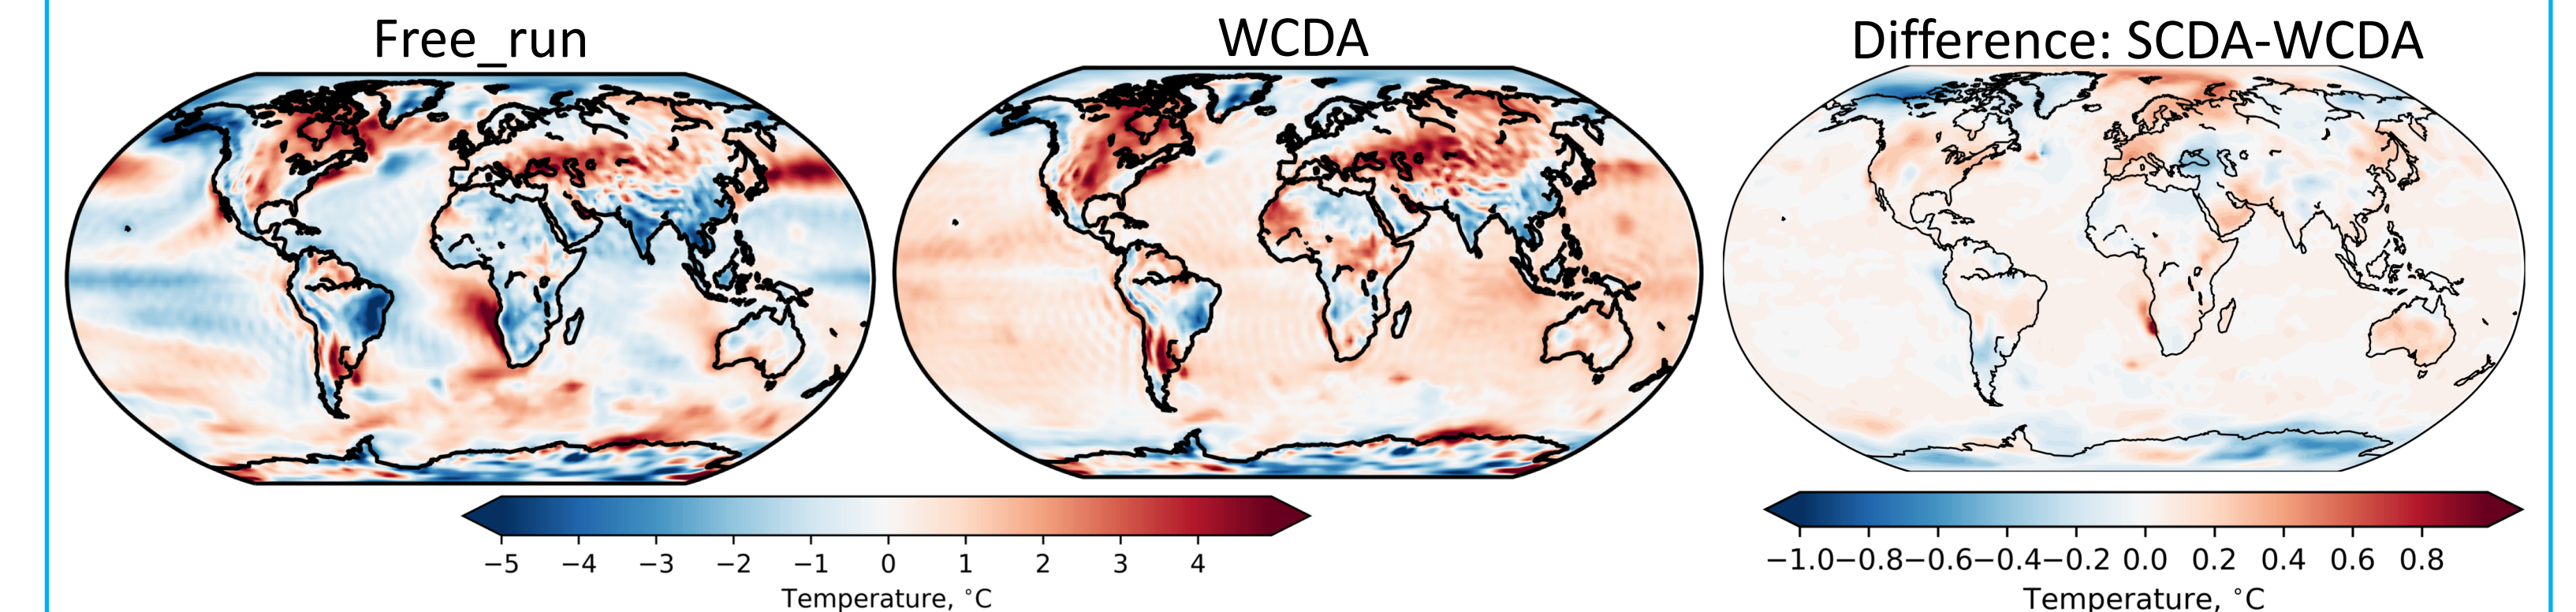 Free_run
WCDA
Difference: SCDA-WCDA
−5 −4 −3 −2 −1 0 1 2 3 4
Temperature, °C
−1.0−0.8−0.6−0.4−0.2 0.0 0.2 0.4 0.6 0.8
Temperature, °C